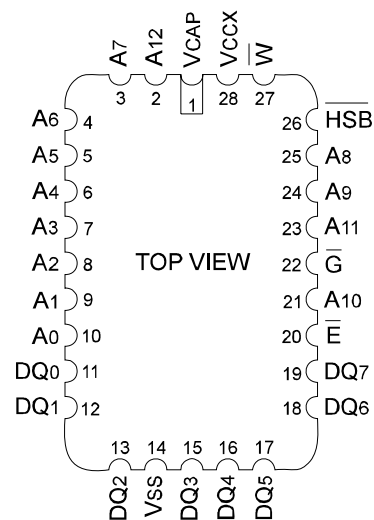 A7 A12 VCAP VCCX W̅
3 2 1 28 27
A6 4 26 H̅S̅B̅
A5 5 25 A8
A4 6 24 A9
A3 7 23 A11
A2 8 TOP VIEW 22 G̅
A1 9 21 A10
A0 10 20 E̅
DQ0 11 19 DQ7
DQ1 12 18 DQ6
13 14 15 16 17
DQ2 VSS DQ3 DQ4 DQ5